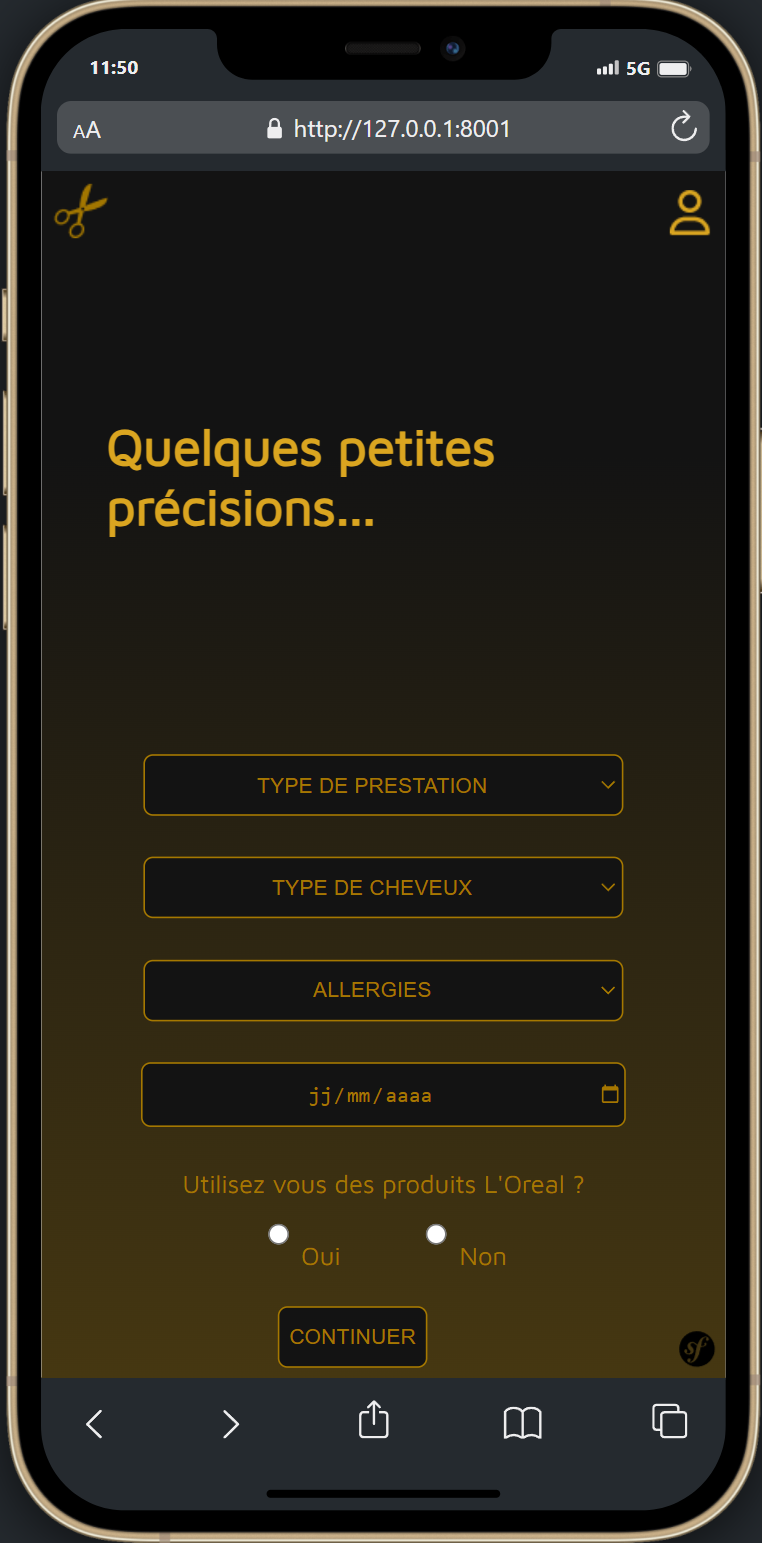 11:50
5G
AA
http://127.0.0.1:8001
Quelques petites
précisions...
TYPE DE PRESTATION
TYPE DE CHEVEUX
ALLERGIES
jj/mm/aaaa
Utilisez vous des produits L'Oreal ?
Oui
Non
CONTINUER
sf